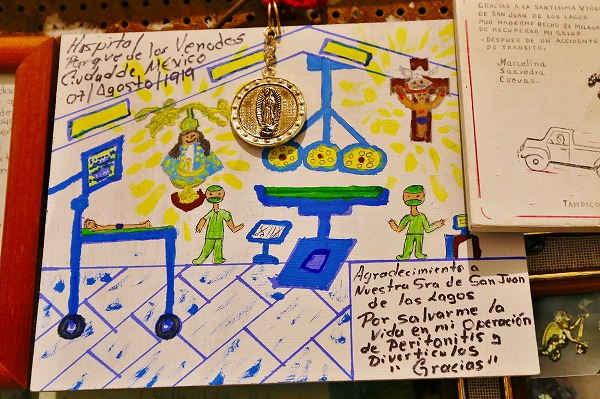 Hospital
Parque de los Venados
Ciudad de México
07/Agosto/1919
Agradecimiento a
Nuestra Sra de San Juan
de los Lagos
Por salvarme la
Vida en mi Operación
de Peritonitis y
Diverticulos
" Gracias "
GRACIAS A LA SANTISIMA VIRG
DE SAN JUAN DE LOS LAGOS
POR HABERME HECHO EL MILAGR
DE RECUPERAR MI SALUD
DESPUES DE UN ACCIDENTE
DE TRANSITO.
Marcelina
Saavedra
Cuevas.
TAMPICO